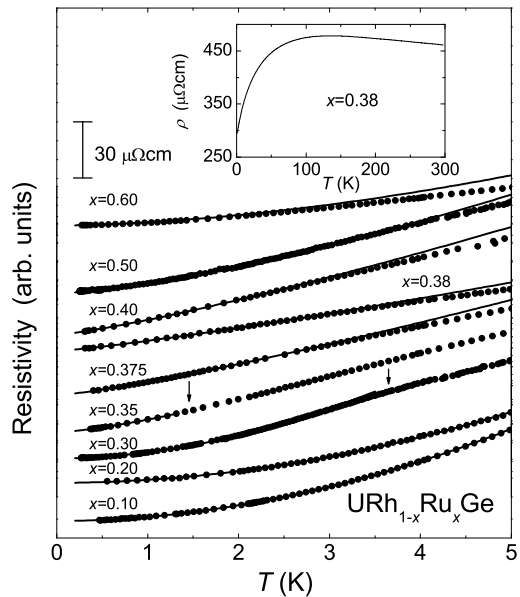 450
350
250
ρ (μΩcm)
x=0.38
0 100 200 300
T (K)
30 μΩcm
x=0.60
x=0.50
x=0.40
x=0.38
x=0.375
x=0.35
x=0.30
x=0.20
x=0.10
URh1-xRuxGe
Resistivity (arb. units)
0 1 2 3 4 5
T (K)